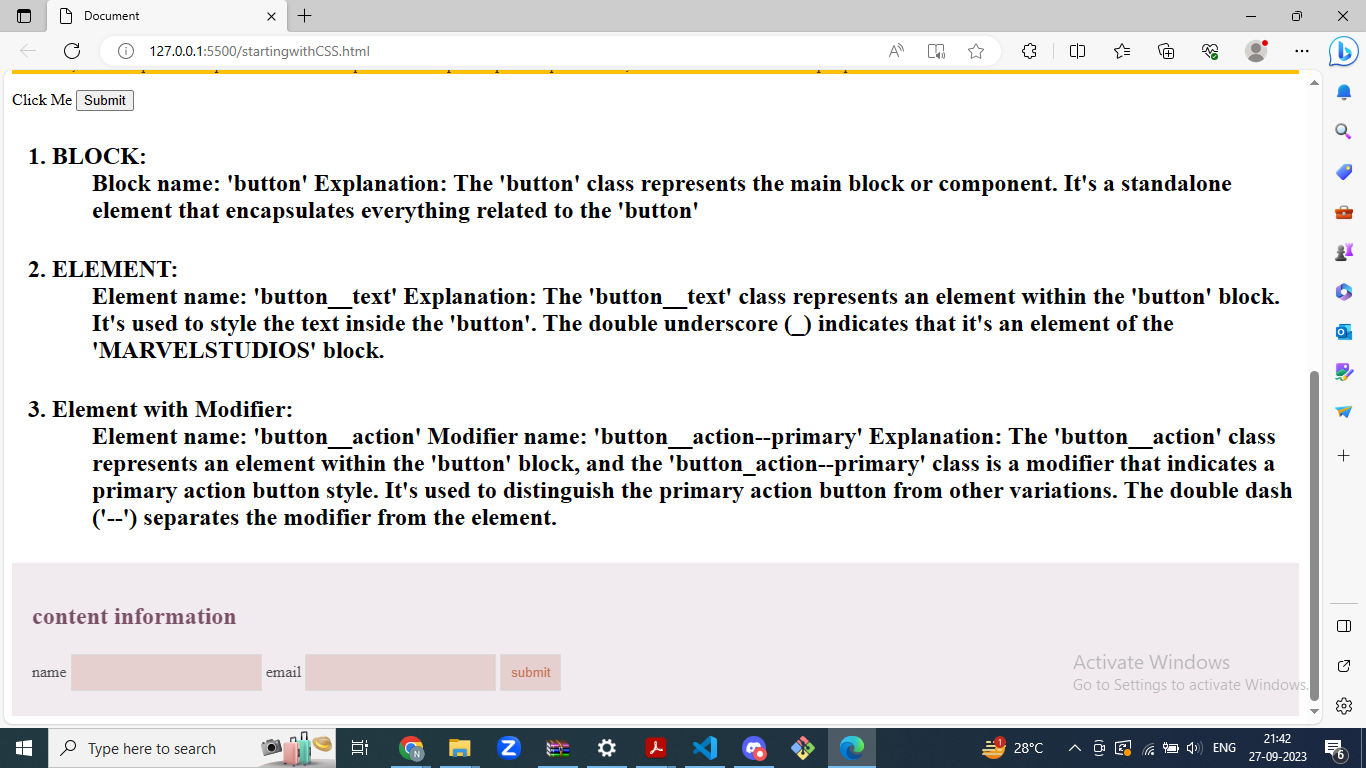 Document
127.0.0.1:5500/startingwithCSS.html
Click Me Submit
1. BLOCK:
Block name: 'button' Explanation: The 'button' class represents the main block or component. It's a standalone
element that encapsulates everything related to the 'button'
2. ELEMENT:
Element name: 'button__text' Explanation: The 'button__text' class represents an element within the 'button' block.
It's used to style the text inside the 'button'. The double underscore (_) indicates that it's an element of the
'MARVELSTUDIOS' block.
3. Element with Modifier:
Element name: 'button__action' Modifier name: 'button__action--primary' Explanation: The 'button__action' class
represents an element within the 'button' block, and the 'button_action--primary' class is a modifier that indicates a
primary action button style. It's used to distinguish the primary action button from other variations. The double dash
('--') separates the modifier from the element.
content information
name email submit
Activate Windows
Go to Settings to activate Windows.
Type here to search
28°C
ENG
21:42
27-09-2023
6